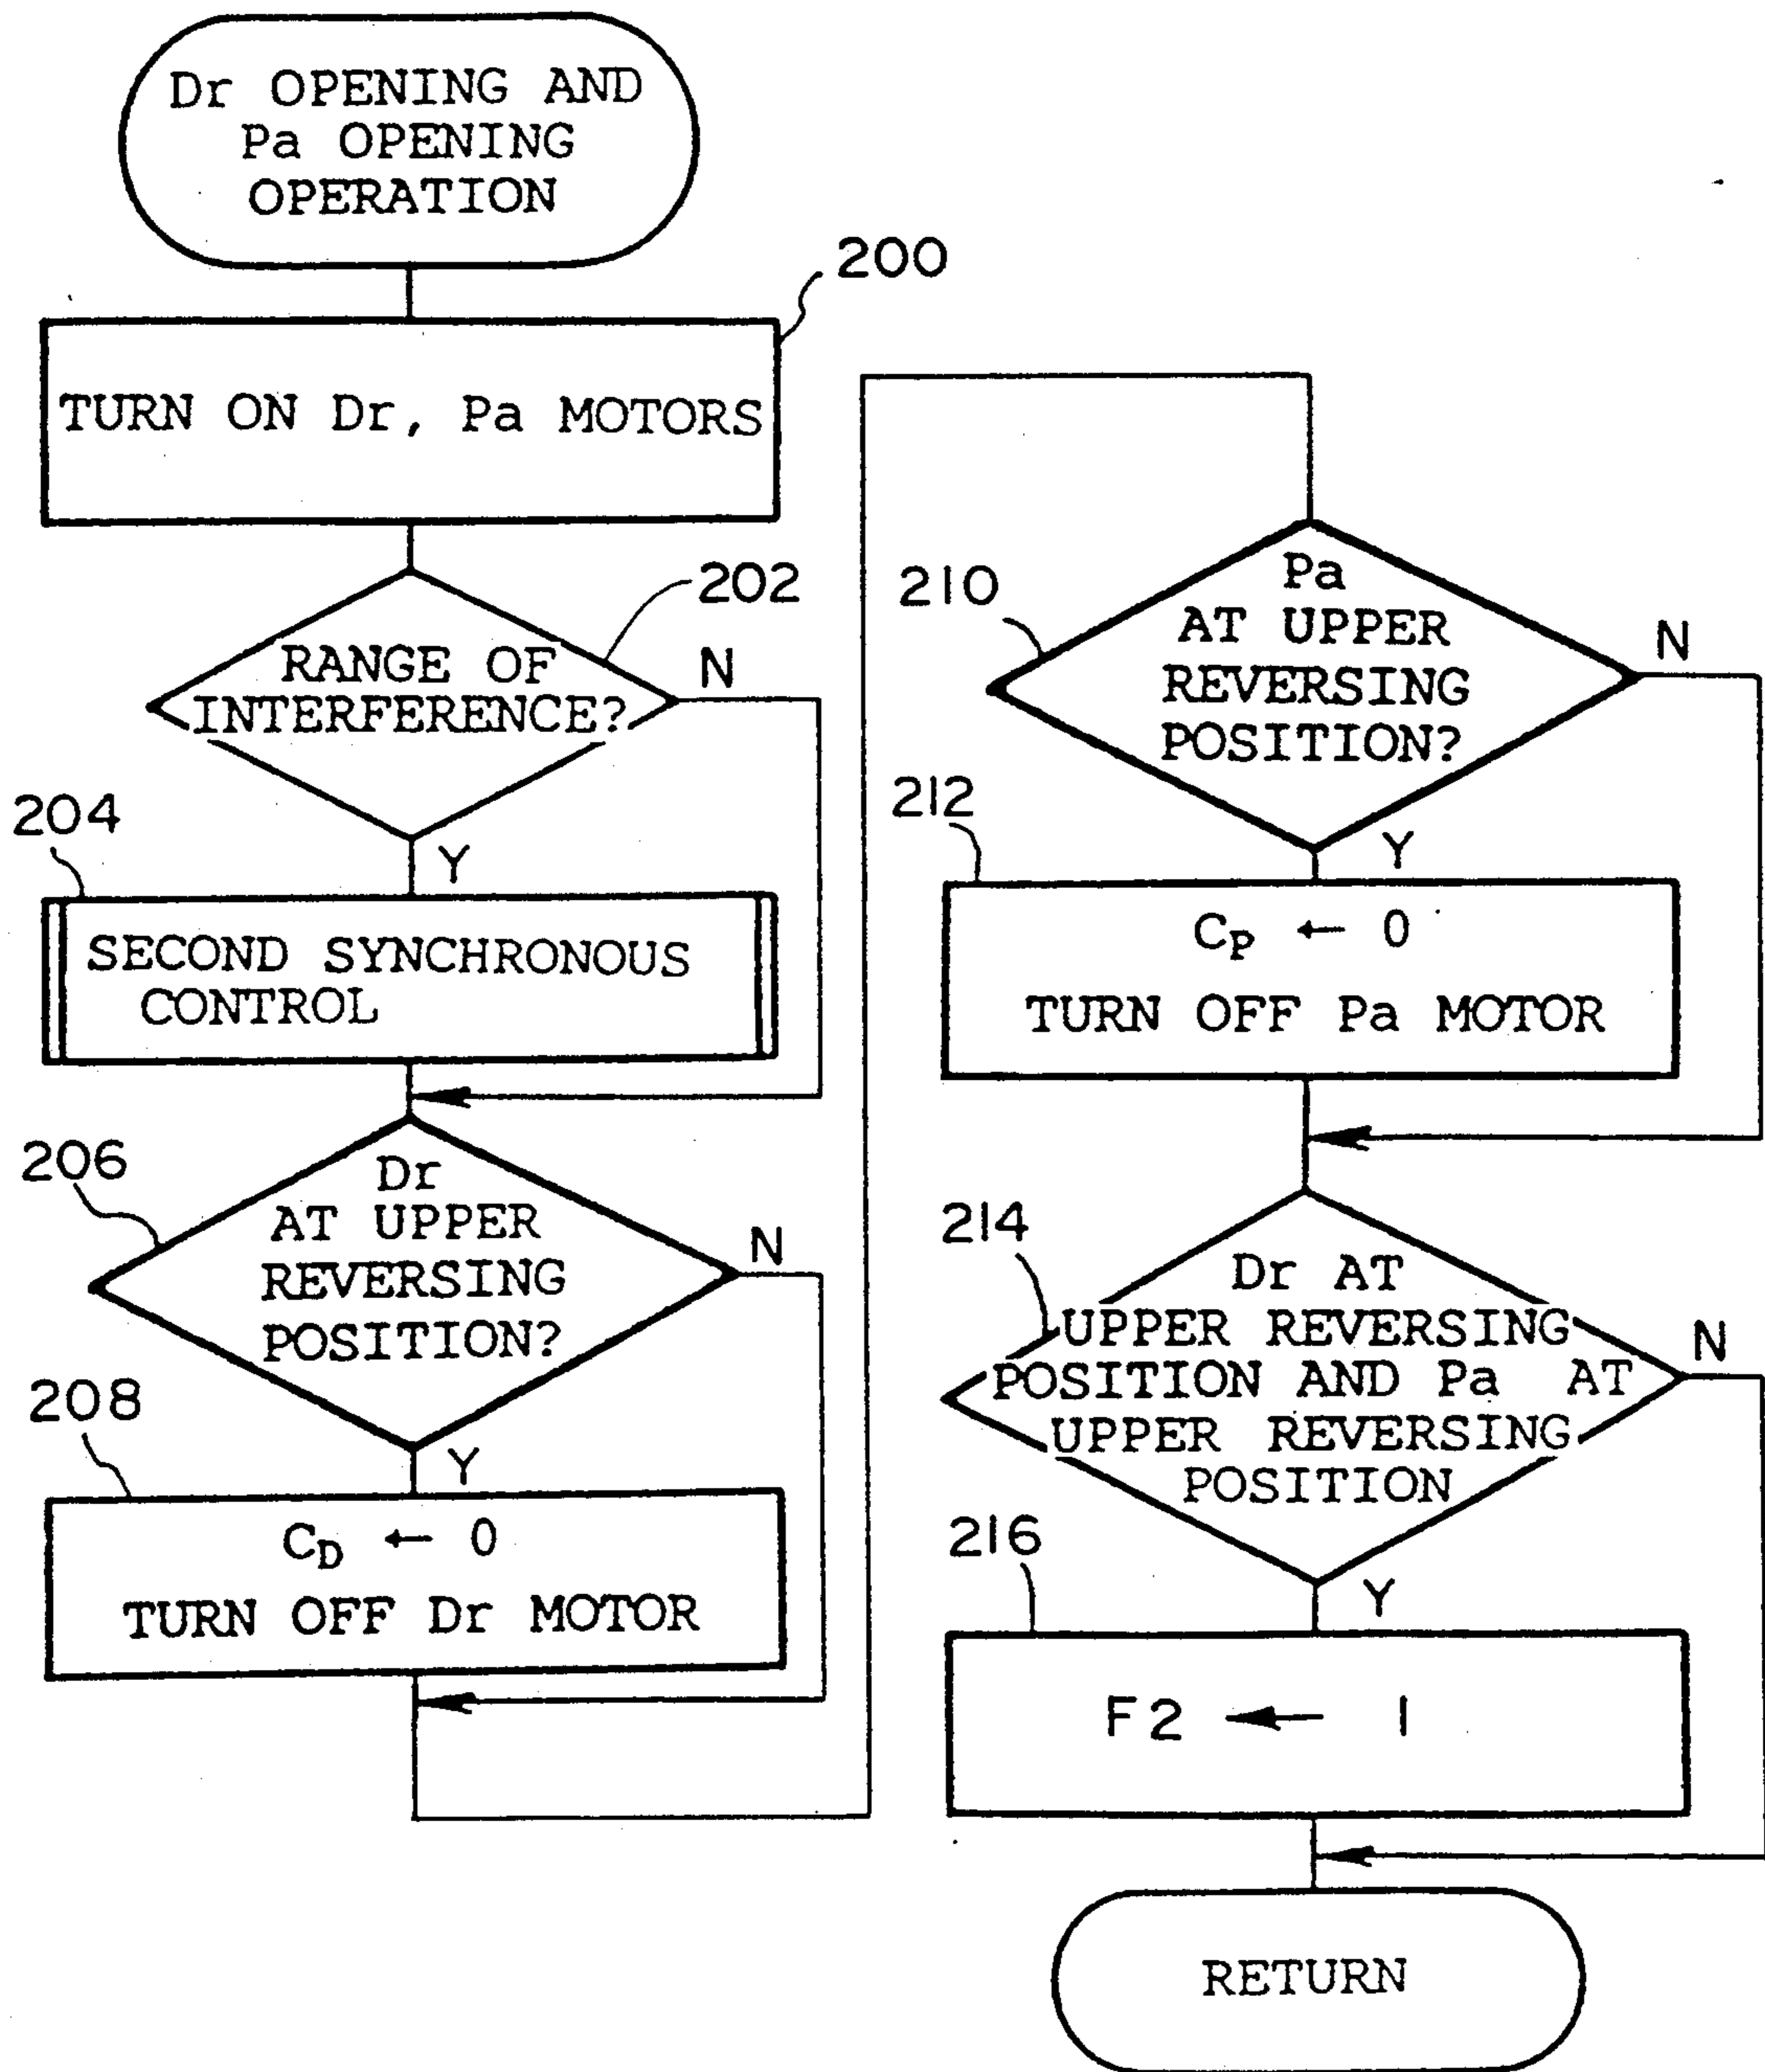 Dr OPENING AND
Pa OPENING
OPERATION
200
TURN ON Dr, Pa MOTORS
202
RANGE OF
INTERFERENCE?
N
Y
204
SECOND SYNCHRONOUS
CONTROL
206
Dr
AT UPPER
REVERSING
POSITION?
N
Y
208
CD ← 0
TURN OFF Dr MOTOR
210
Pa
AT UPPER
REVERSING
POSITION?
N
Y
212
CP ← 0
TURN OFF Pa MOTOR
214
Dr AT
UPPER REVERSING
POSITION AND Pa AT
UPPER REVERSING
POSITION
N
Y
216
F2 ← 1
RETURN